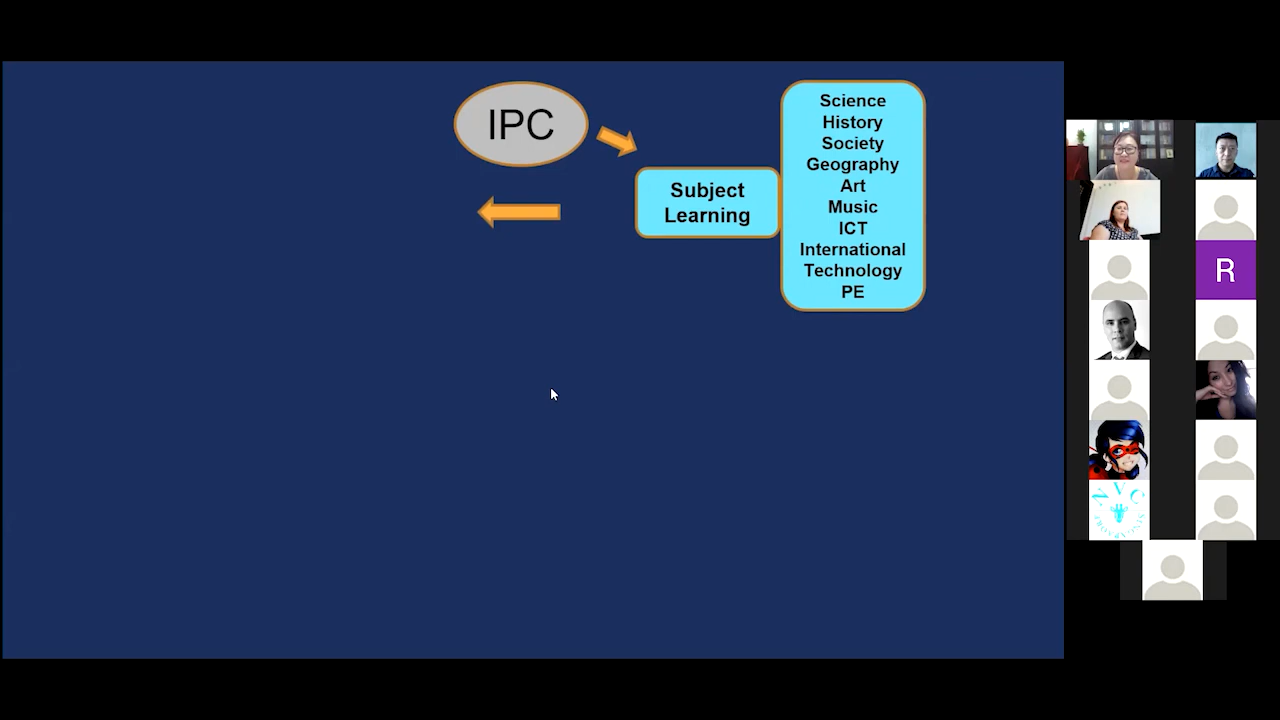 IPC
Subject
Learning
Science
History
Society
Geography
Art
Music
ICT
International
Technology
PE
R